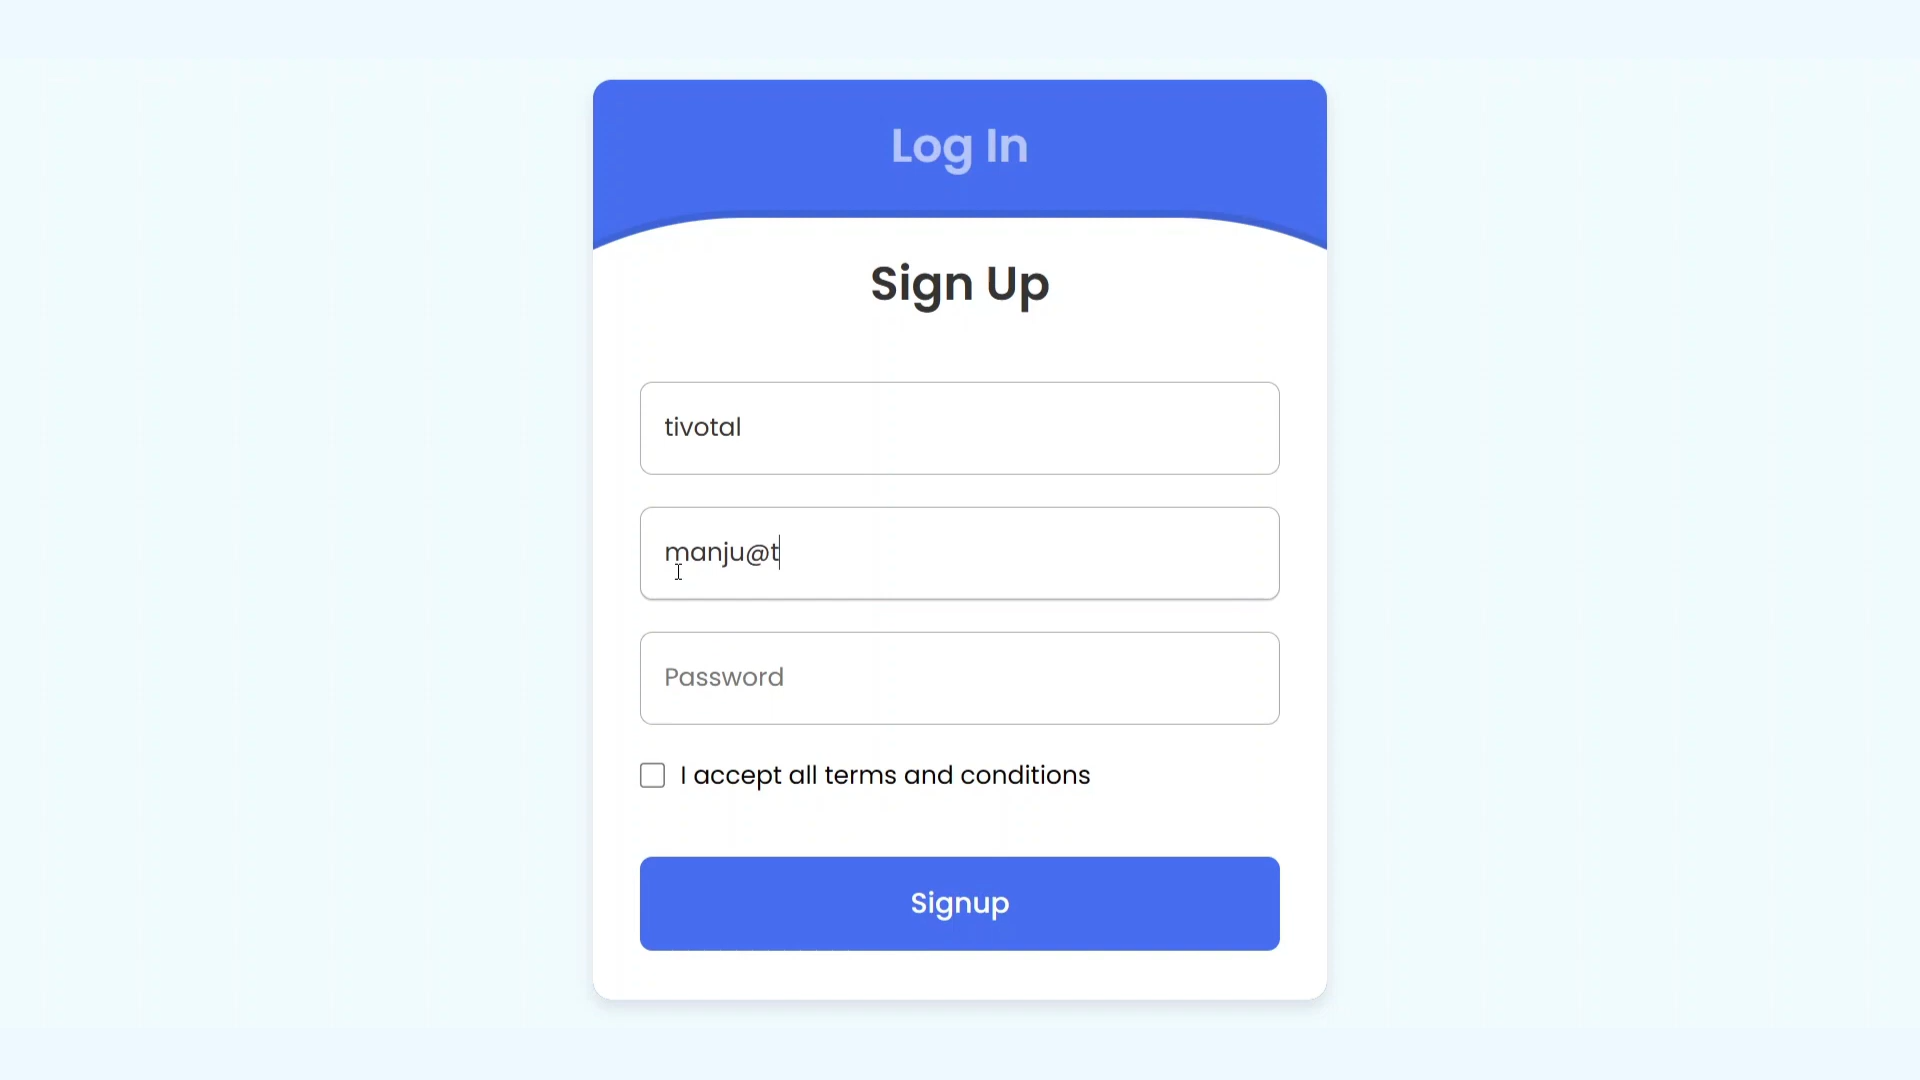 Log In
Sign Up
tivotal
manju@t
Password
I accept all terms and conditions
Signup